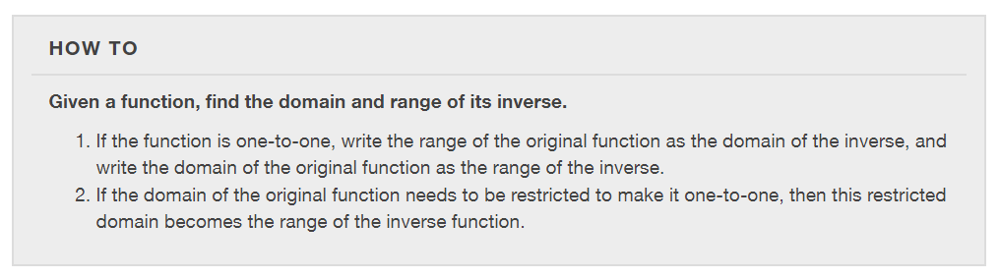 HOW TO
Given a function, find the domain and range of its inverse.
1. If the function is one-to-one, write the range of the original function as the domain of the inverse, and
write the domain of the original function as the range of the inverse.
2. If the domain of the original function needs to be restricted to make it one-to-one, then this restricted
domain becomes the range of the inverse function.